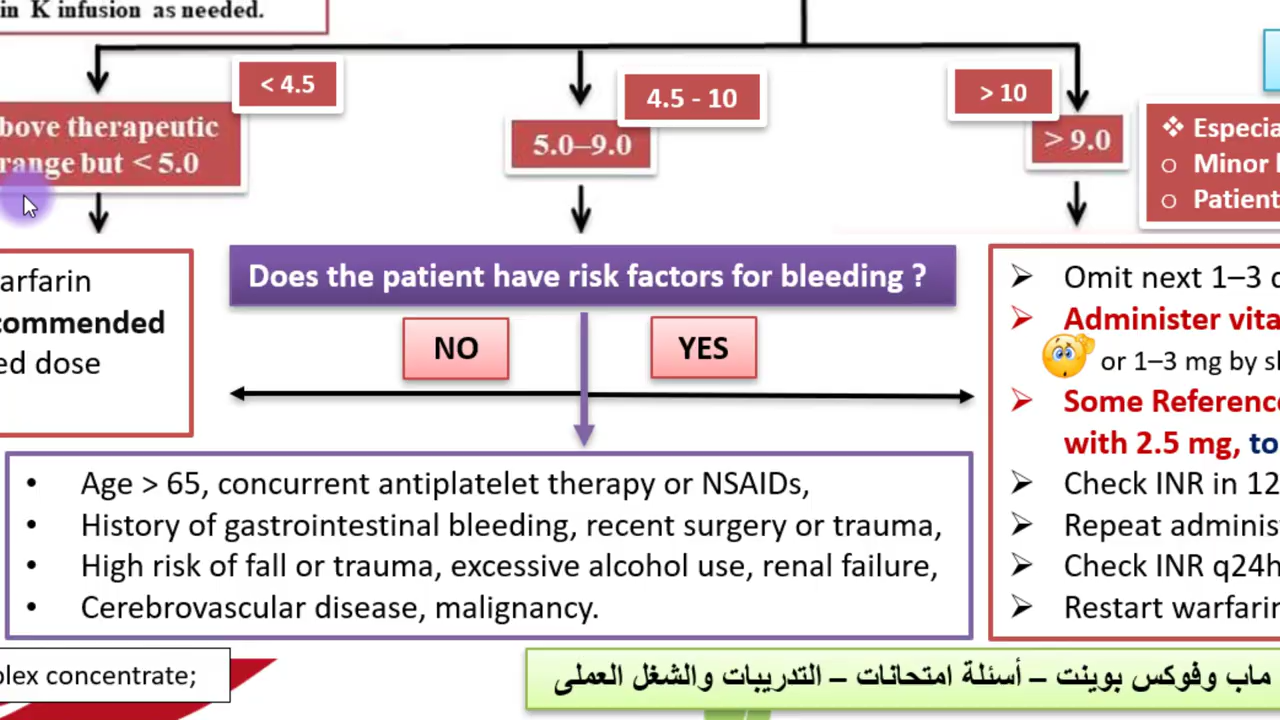 in K infusion as needed.
< 4.5
4.5 - 10
> 10
bove therapeutic
range but < 5.0
5.0–9.0
> 9.0
❖ Especia
o Minor
o Patient
arfarin
commended
ed dose
Does the patient have risk factors for bleeding ?
NO
YES
• Age > 65, concurrent antiplatelet therapy or NSAIDs,
• History of gastrointestinal bleeding, recent surgery or trauma,
• High risk of fall or trauma, excessive alcohol use, renal failure,
• Cerebrovascular disease, malignancy.
➢ Omit next 1–3 d
➢ Administer vita
or 1–3 mg by sl
➢ Some Referenc
with 2.5 mg, to
➢ Check INR in 12
➢ Repeat adminis
➢ Check INR q24h
➢ Restart warfarin
plex concentrate;
ماب وفوكس بوينت – أسئلة امتحانات – التدريبات والشغل العملى